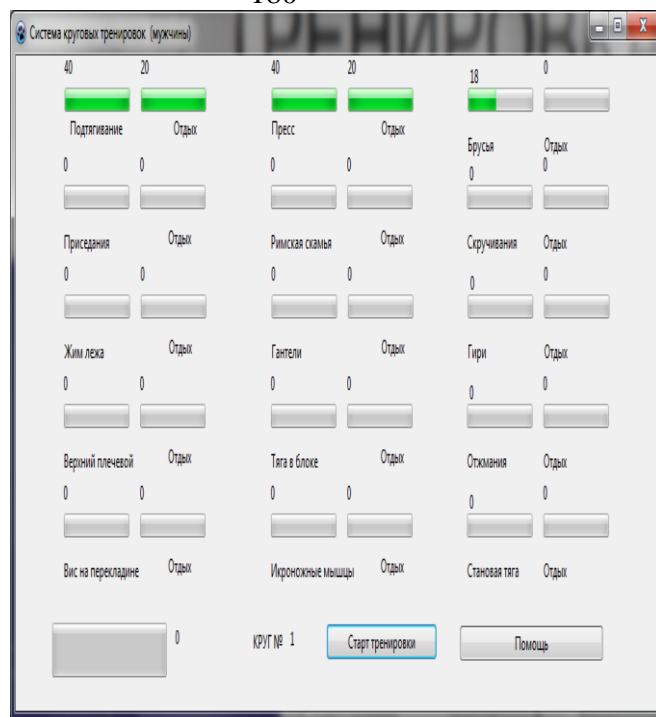 Система круговых тренировок (мужчины)
40 20 40 20 18 0
Подтягивание Отдых Пресс Отдых Брусья Отдых
0 0 0 0 0 0
Приседания Отдых Римская скамья Отдых Скручивания Отдых
0 0 0 0 0 0
Жим лежа Отдых Гантели Отдых Гири Отдых
0 0 0 0 0 0
Верхний плечевой Отдых Тяга в блоке Отдых Отжмания Отдых
0 0 0 0 0 0
Вис на перекладине Отдых Икроножные мышцы Отдых Становая тяга Отдых
0 КРУГ № 1 Старт тренировки Помощь